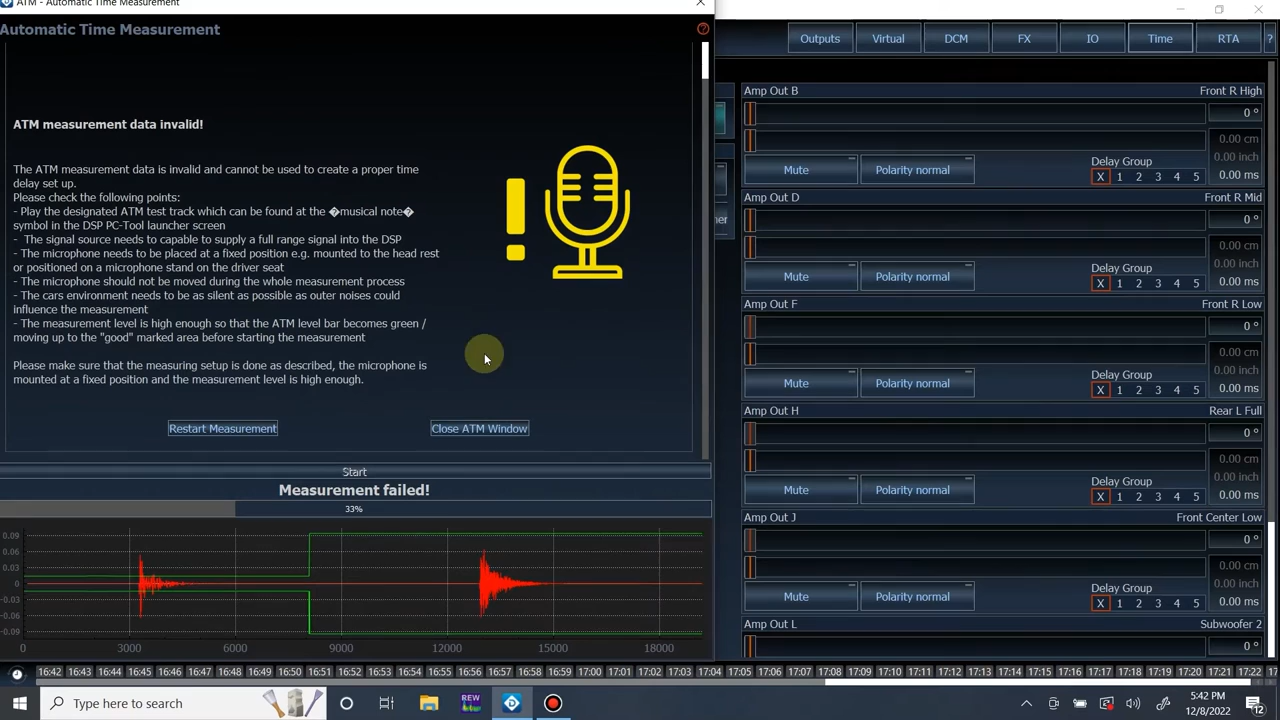 ATM - Automatic Time Measurement
Automatic Time Measurement
ATM measurement data invalid!
The ATM measurement data is invalid and cannot be used to create a proper time
delay set up.
Please check the following points:
- Play the designated ATM test track which can be found at the �musical note�
symbol in the DSP PC-Tool launcher screen
- The signal source needs to capable to supply a full range signal into the DSP
- The microphone needs to be placed at a fixed position e.g. mounted to the head rest
or positioned on a microphone stand on the driver seat
- The microphone should not be moved during the whole measurement process
- The cars environment needs to be as silent as possible as outer noises could
influence the measurement
- The measurement level is high enough so that the ATM level bar becomes green /
moving up to the "good" marked area before starting the measurement
Please make sure that the measuring setup is done as described, the microphone is
mounted at a fixed position and the measurement level is high enough.
Restart Measurement
Close ATM Window
Start
Measurement failed!
33%
0.09
0.06
0.03
0
-0.03
-0.06
-0.09
0 3000 6000 9000 12000 15000 18000
Outputs Virtual DCM FX IO Time RTA ?
Amp Out B Front R High
0 °
0.00 cm
0.00 inch
0.00 ms
Mute Polarity normal
Delay Group
X 1 2 3 4 5
Amp Out D Front R Mid
0 °
0.00 cm
0.00 inch
0.00 ms
Mute Polarity normal
Delay Group
X 1 2 3 4 5
Amp Out F Front R Low
0 °
0.00 cm
0.00 inch
0.00 ms
Mute Polarity normal
Delay Group
X 1 2 3 4 5
Amp Out H Rear L Full
0 °
0.00 cm
0.00 inch
0.00 ms
Mute Polarity normal
Delay Group
X 1 2 3 4 5
Amp Out J Front Center Low
0 °
0.00 cm
0.00 inch
0.00 ms
Mute Polarity normal
Delay Group
X 1 2 3 4 5
Amp Out L Subwoofer 2
0 °
16:42 16:43 16:44 16:45 16:46 16:47 16:48 16:49 16:50 16:51 16:52 16:53 16:54 16:55 16:56 16:57 16:58 16:59 17:00 17:01 17:02 17:03 17:04 17:05 17:06 17:07 17:08 17:09 17:10 17:11 17:12 17:13 17:14 17:15 17:16 17:17 17:18 17:19 17:20 17:21 17:22
Type here to search
REW
5:42 PM
12/8/2022
12